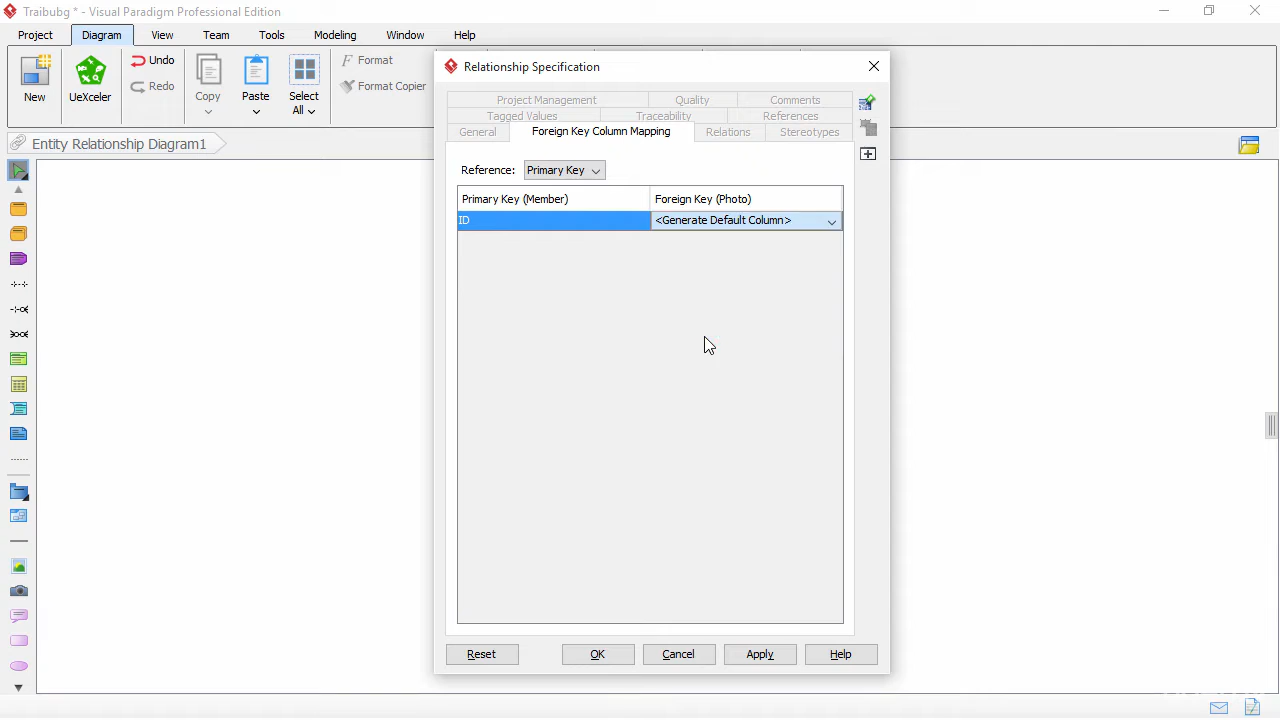 Traibubg * - Visual Paradigm Professional Edition
Project Diagram View Team Tools Modeling Window Help
New
UeXceler
Undo
Redo
Copy
Paste
Select
All
Format
Format Copier
Entity Relationship Diagram1
Relationship Specification
Project Management Quality Comments
Tagged Values Traceability References
General Foreign Key Column Mapping Relations Stereotypes
Reference: Primary Key
Primary Key (Member) Foreign Key (Photo)
ID <Generate Default Column>
Reset OK Cancel Apply Help